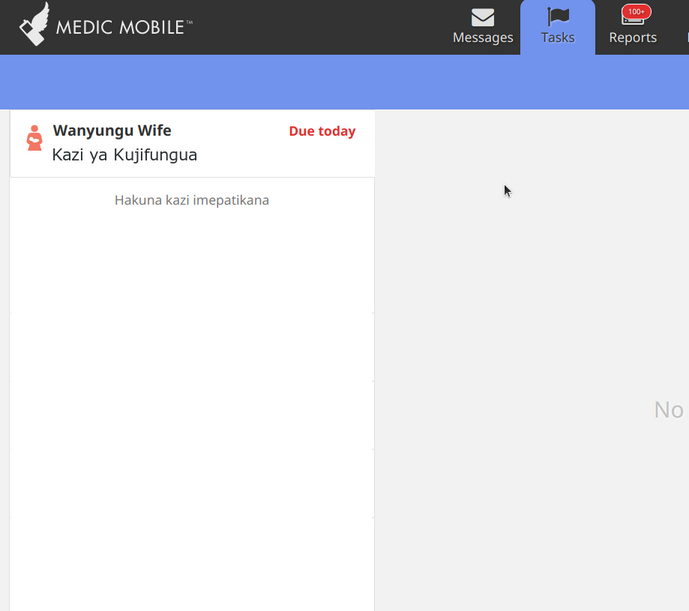 MEDIC MOBILE™
Messages
Tasks
100+
Reports
Wanyungu Wife
Due today
Kazi ya Kujifungua
Hakuna kazi imepatikana
No